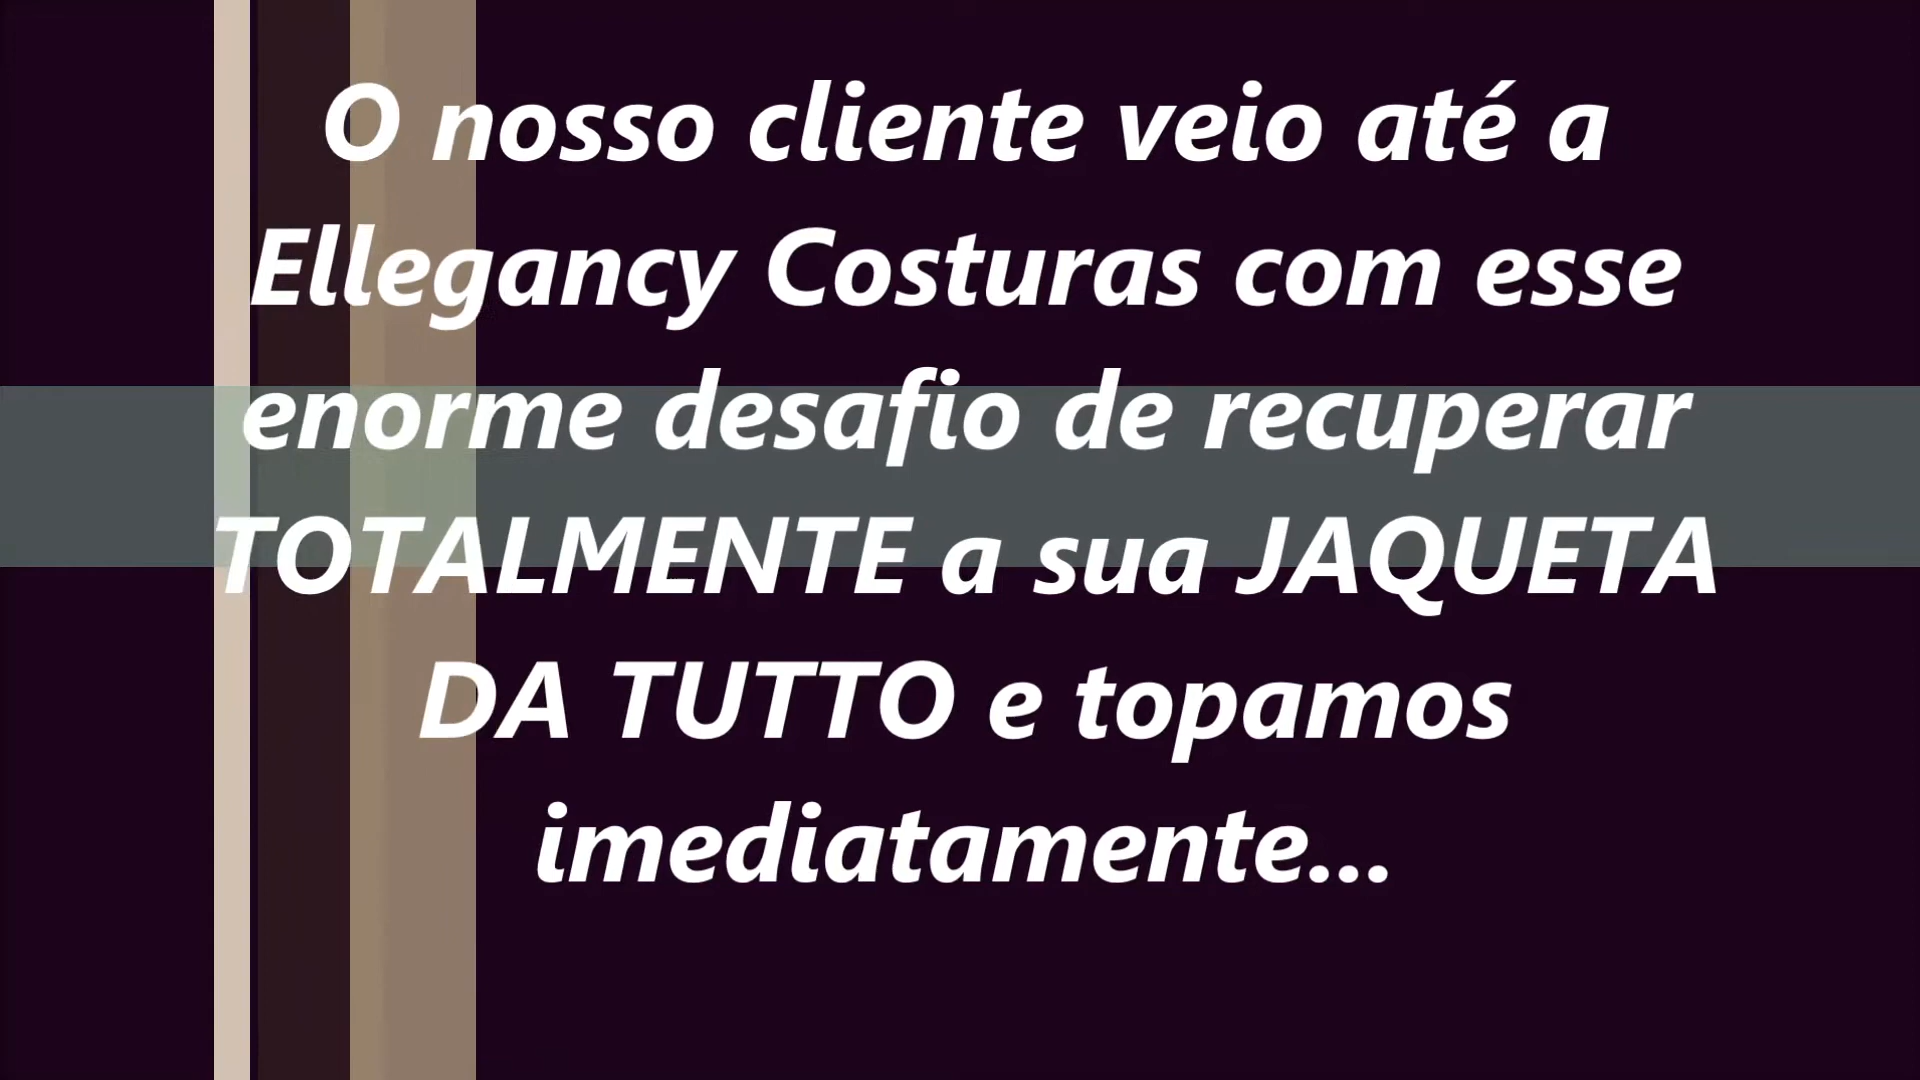 O nosso cliente veio até a
Ellegancy Costuras com esse
enorme desafio de recuperar
TOTALMENTE a sua JAQUETA
DA TUTTO e topamos
imediatamente...